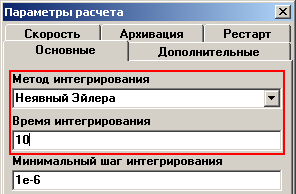 Параметры расчета
Скорость Архивация Рестарт
Основные Дополнительные
Метод интегрирования
Неявный Эйлера
Время интегрирования
10
Минимальный шаг интегрирования
1e-6